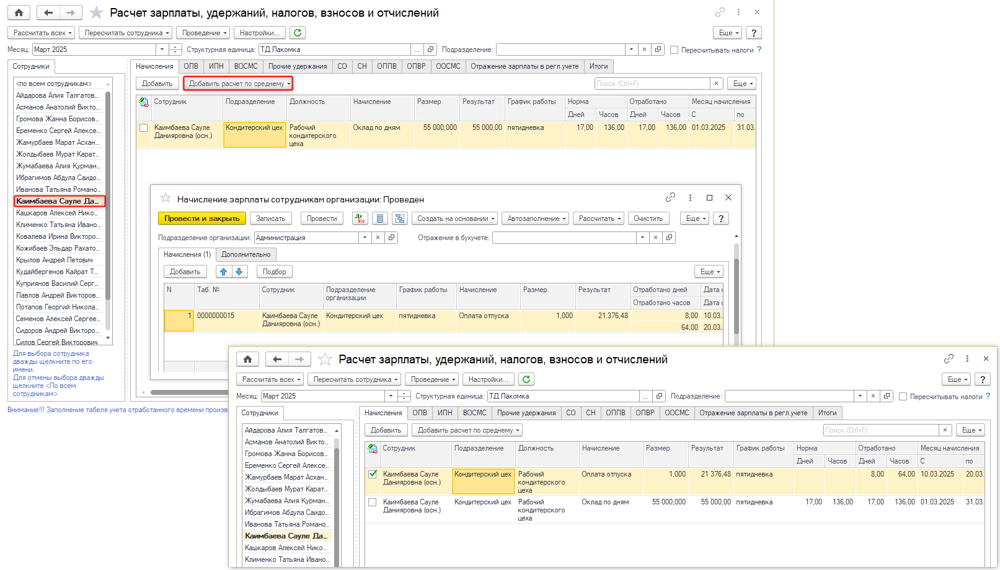 Расчет зарплаты, удержаний, налогов, взносов и отчислений
Рассчитать всех Пересчитать сотрудника Проведение Настройки... Еще ?
Месяц: Март 2025 Структурная единица: ТД Лакомка ... Подразделение: Пересчитывать налоги ?
Сотрудники
Начисления ОПВ ИПН ВОСМС Прочие удержания СО СН ОППВ ОПВР ООСМС Отражение зарплаты в регл.учете Итоги
Добавить Добавить расчет по среднему Поиск (Ctrl+F) × Еще
<по всем сотрудникам>
Айдарова Алия Талгатов...
Асманов Анатолий Викто...
Громова Жанна Борисов...
Еременко Сергей Алексе...
Жамурбаев Марат Асхан...
Жолдыбаев Мурат Карат...
Жумабаева Алия Курман...
Ибрагимов Абдула Саидо...
Иванова Татьяна Романо...
Каимбаева Сауле Да...
Кашкаров Алексей Нико...
Клименко Татьяна Ивано...
Ковалева Ирина Викторо...
Кожибаев Эльдар Рахато...
Крылов Андрей Петович
Кудайбергенов Кайрат Т...
Куприянов Василий Серг...
Павлов Андрей Викторов...
Потапов Георгий Никола...
Семенов Алексей Сергее...
Сидоров Андрей Викторо...
Силов Сергей Викторович
Для выбора сотрудника
дважды щелкните по его
имени.
Для отмены выбора дважды
щелкните <По всем
сотрудникам>
Внимание!!! Заполнение табеля учета отработанного времени произв
Сотрудник Подразделение Должность Начисление Размер Результат График работы Норма Отработано Месяц начисления
Дней Часов Дней Часов С по
Каимбаева Сауле Кондитерский цех Рабочий Оклад по дням 55 000,000 55 000,00 пятидневка 17,00 136,00 17,00 136,00 01.03.2025 31.03.
Данияровна (осн.) кондитерского
цеха
Начисление зарплаты сотрудникам организации: Проведен
Провести и закрыть Записать Провести Дт Кт Создать на основании Автозаполнение Рассчитать Очистить Еще ?
Подразделение организации: Администрация Отражение в бухучете:
Начисления (1) Дополнительно
Добавить Подбор Еще
N Таб. № Сотрудник Подразделение График работы Начисление Размер Результат Отработано дней Дата
организации Отработано часов Дата
1 0000000015 Каимбаева Сауле Кондитерский цех пятидневка Оплата отпуска 1,000 21 376,48 8,00 10.03.
Данияровна (осн.) 64,00 20.03.
Расчет зарплаты, удержаний, налогов, взносов и отчислений
Рассчитать всех Пересчитать сотрудника Проведение Настройки... Еще ?
Месяц: Март 2025 Структурная единица: ТД Лакомка ... Подразделение: Пересчитывать налоги ?
Сотрудники
Начисления ОПВ ИПН ВОСМС Прочие удержания СО СН ОППВ ОПВР ООСМС Отражение зарплаты в регл.учете Итоги
Добавить Добавить расчет по среднему Поиск (Ctrl+F) × Еще
Айдарова Алия Талгатов...
Асманов Анатолий Викто...
Громова Жанна Борисов...
Еременко Сергей Алексе...
Жамурбаев Марат Асхан...
Жолдыбаев Мурат Карат...
Жумабаева Алия Курман...
Ибрагимов Абдула Саидо...
Иванова Татьяна Романо...
Каимбаева Сауле Да...
Кашкаров Алексей Нико...
Клименко Татьяна Ивано...
Сотрудник Подразделение Должность Начисление Размер Результат График работы Норма Отработано Месяц начисления
Дней Часов Дней Часов С по
Каимбаева Сауле Кондитерский цех Рабочий Оплата отпуска 1,000 21 376,48 пятидневка 8,00 64,00 10.03.2025 20.03.
Данияровна (осн.) кондитерского
цеха
Каимбаева Сауле Кондитерский цех Рабочий Оклад по дням 55 000,000 55 000,00 пятидневка 17,00 136,00 17,00 136,00 01.03.2025 31.03.
Данияровна (осн.) кондитерского
цеха